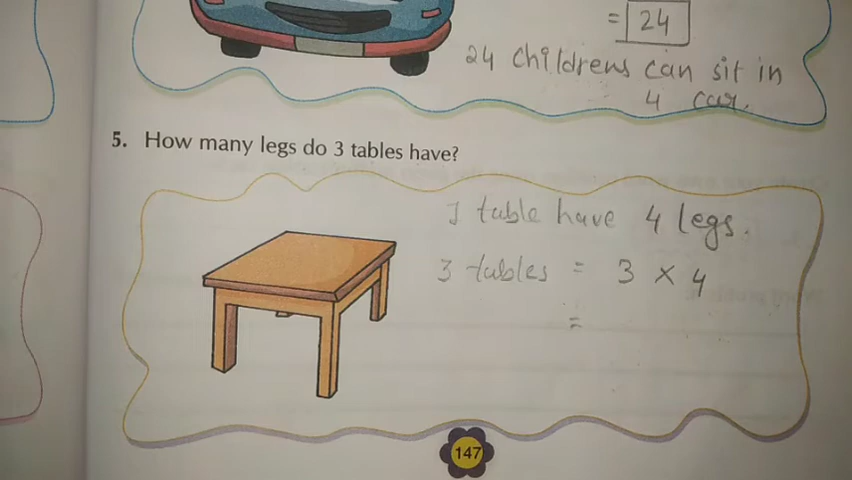 = 24
24 childrens can sit in
4 car.
5. How many legs do 3 tables have?
1 table have 4 legs.
3 tables = 3 × 4
=
147